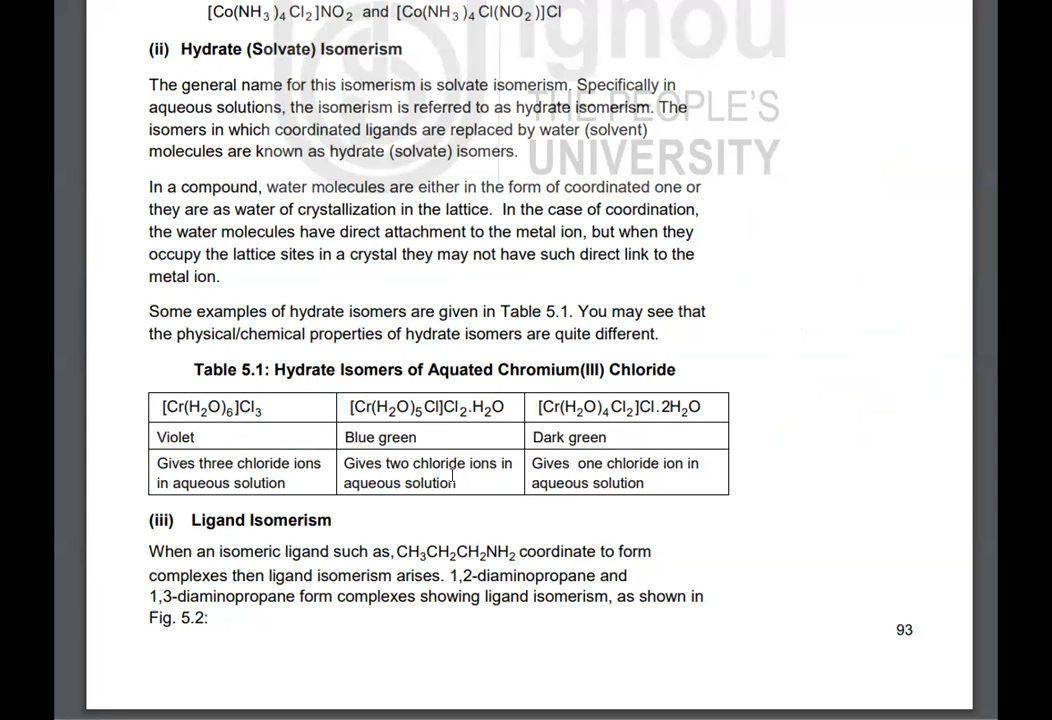 [Co(NH₃)₄Cl₂]NO₂ and [Co(NH₃)₄Cl(NO₂)]Cl
ignou
(ii) Hydrate (Solvate) Isomerism
The general name for this isomerism is solvate isomerism. Specifically in
aqueous solutions, the isomerism is referred to as hydrate isomerism. The
THE PEOPLE'S
isomers in which coordinated ligands are replaced by water (solvent)
molecules are known as hydrate (solvate) isomers.
UNIVERSITY
In a compound, water molecules are either in the form of coordinated one or
they are as water of crystallization in the lattice. In the case of coordination,
the water molecules have direct attachment to the metal ion, but when they
occupy the lattice sites in a crystal they may not have such direct link to the
metal ion.
Some examples of hydrate isomers are given in Table 5.1. You may see that
the physical/chemical properties of hydrate isomers are quite different.
Table 5.1: Hydrate Isomers of Aquated Chromium(III) Chloride
[Cr(H₂O)₆]Cl₃ [Cr(H₂O)₅Cl]Cl₂.H₂O [Cr(H₂O)₄Cl₂]Cl.2H₂O
Violet Blue green Dark green
Gives three chloride ions Gives two chloride ions in Gives one chloride ion in
in aqueous solution aqueous solution aqueous solution
(iii) Ligand Isomerism
When an isomeric ligand such as, CH₃CH₂CH₂NH₂ coordinate to form
complexes then ligand isomerism arises. 1,2-diaminopropane and
1,3-diaminopropane form complexes showing ligand isomerism, as shown in
Fig. 5.2:
93